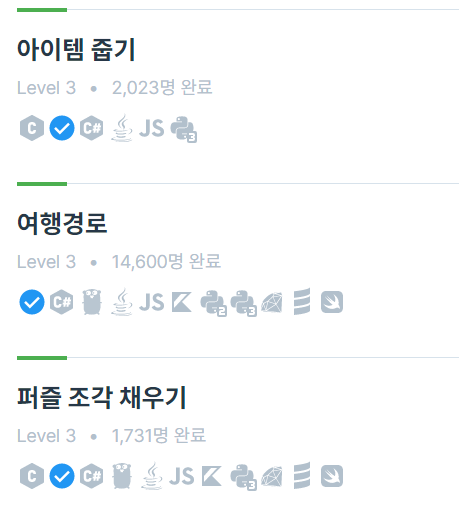 아이템 줍기
Level 3 • 2,023명 완료
C C# JS 3
여행경로
Level 3 • 14,600명 완료
C# JS 2 3
퍼즐 조각 채우기
Level 3 • 1,731명 완료
C C# JS 3